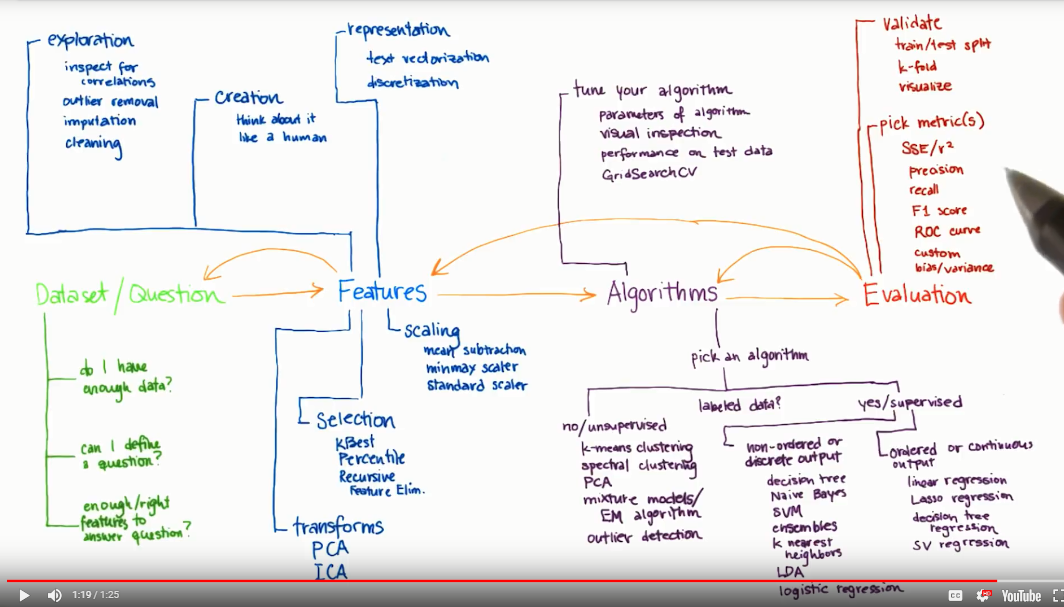 exploration
inspect for
correlations
outlier removal
imputation
cleaning
creation
think about it
like a human
representation
text vectorization
discretization
tune your algorithm
parameters of algorithm
visual inspection
performance on test data
GridSearchCV
validate
train/test split
k-fold
visualize
pick metric(s)
SSE/r²
precision
recall
F1 score
ROC curve
custom
bias/variance
Dataset/Question
Features
Algorithms
Evaluation
do I have
enough data?
can I define
a question?
enough/right
features to
answer question?
scaling
mean subtraction
minmax scaler
standard scaler
selection
KBest
Percentile
Recursive
Feature Elim.
transforms
PCA
ICA
pick an algorithm
labeled data?
no/unsupervised
k-means clustering
spectral clustering
PCA
mixture models/
EM algorithm
outlier detection
yes/supervised
non-ordered or
discrete output
decision tree
Naive Bayes
SVM
ensembles
k nearest
neighbors
LDA
logistic regression
ordered or continuous
output
linear regression
Lasso regression
decision tree
regression
SV regression
1:19 / 1:25
CC
HD
YouTube